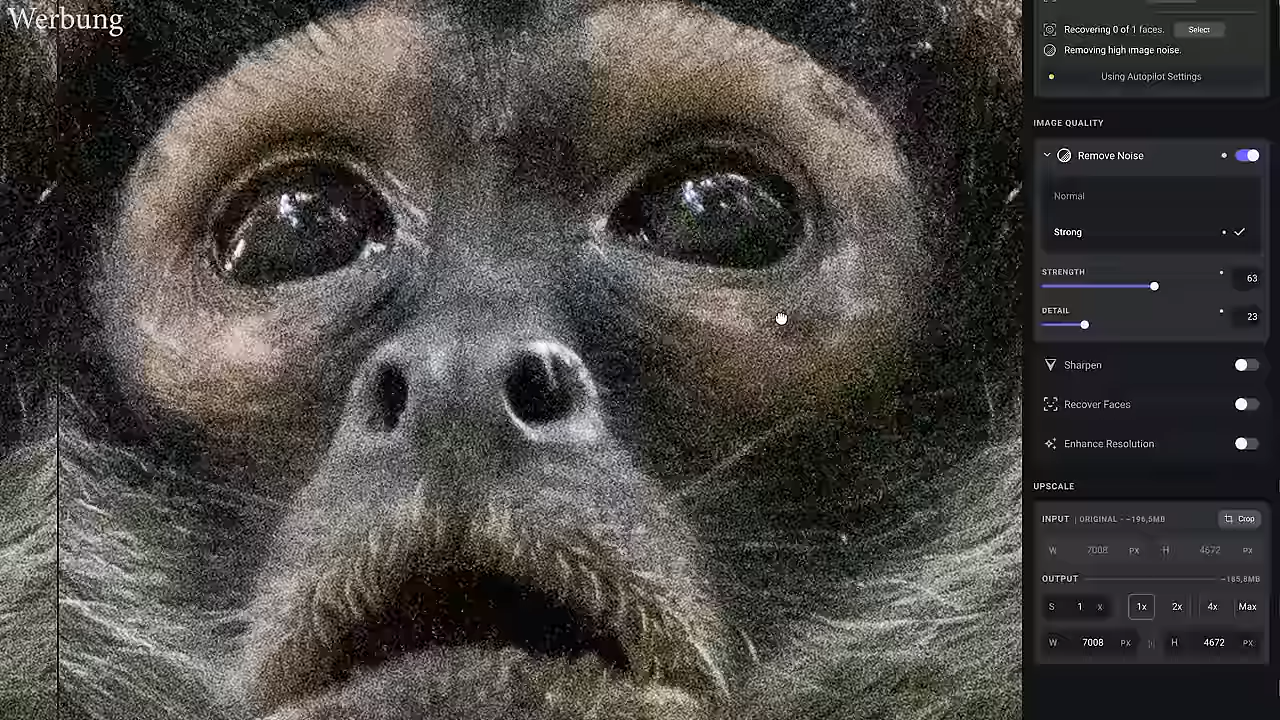 Werbung
Recovering 0 of 1 faces. Select
Removing high image noise.
Using Autopilot Settings
IMAGE QUALITY
Remove Noise
Normal
Strong
STRENGTH 63
DETAIL 23
Sharpen
Recover Faces
Enhance Resolution
UPSCALE
INPUT | ORIGINAL - ~196,5MB Crop
W 7008 PX H 4672 PX
OUTPUT ~185,8MB
S 1 x 1x 2x 4x Max
W 7008 PX H 4672 PX